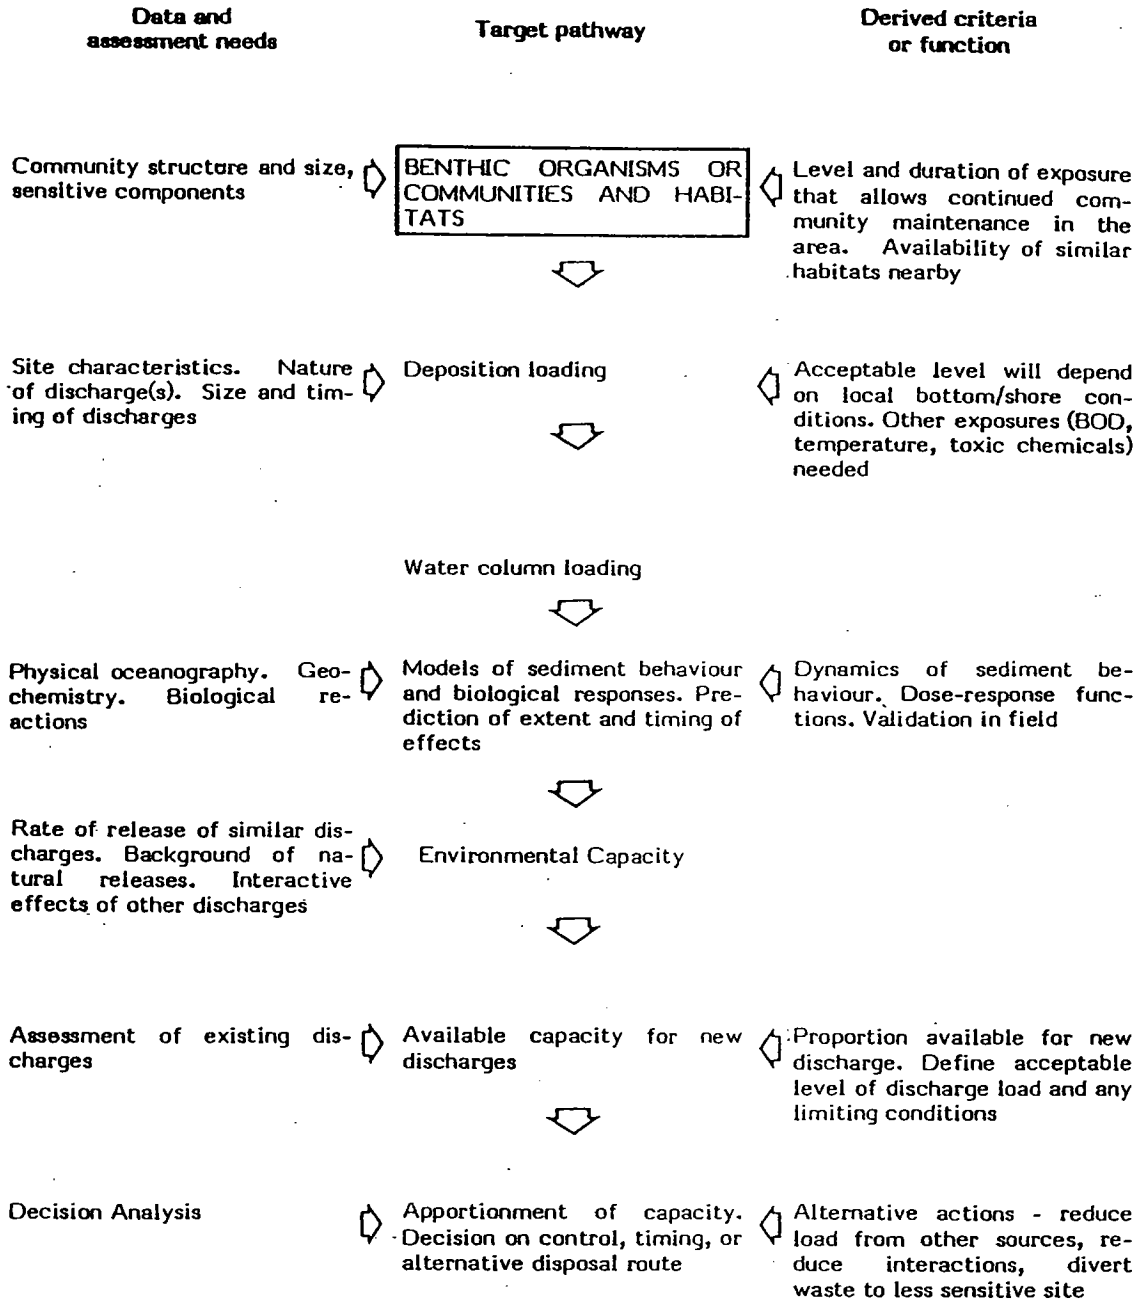 Data and
assessment needs
Target pathway
Derived criteria
or function
Community structure and size,
sensitive components
BENTHIC ORGANISMS OR
COMMUNITIES AND HABI-
TATS
Level and duration of exposure
that allows continued com-
munity maintenance in the
area. Availability of similar
habitats nearby
Site characteristics. Nature
of discharge(s). Size and tim-
ing of discharges
Deposition loading
Acceptable level will depend
on local bottom/shore con-
ditions. Other exposures (BOD,
temperature, toxic chemicals)
needed
Water column loading
Physical oceanography. Geo-
chemistry. Biological re-
actions
Models of sediment behaviour
and biological responses. Pre-
diction of extent and timing of
effects
Dynamics of sediment be-
haviour. Dose-response func-
tions. Validation in field
Rate of release of similar dis-
charges. Background of na-
tural releases. Interactive
effects of other discharges
Environmental Capacity
Assessment of existing dis-
charges
Available capacity for new
discharges
Proportion available for new
discharge. Define acceptable
level of discharge load and any
limiting conditions
Decision Analysis
Apportionment of capacity.
Decision on control, timing, or
alternative disposal route
Alternative actions - reduce
load from other sources, re-
duce interactions, divert
waste to less sensitive site